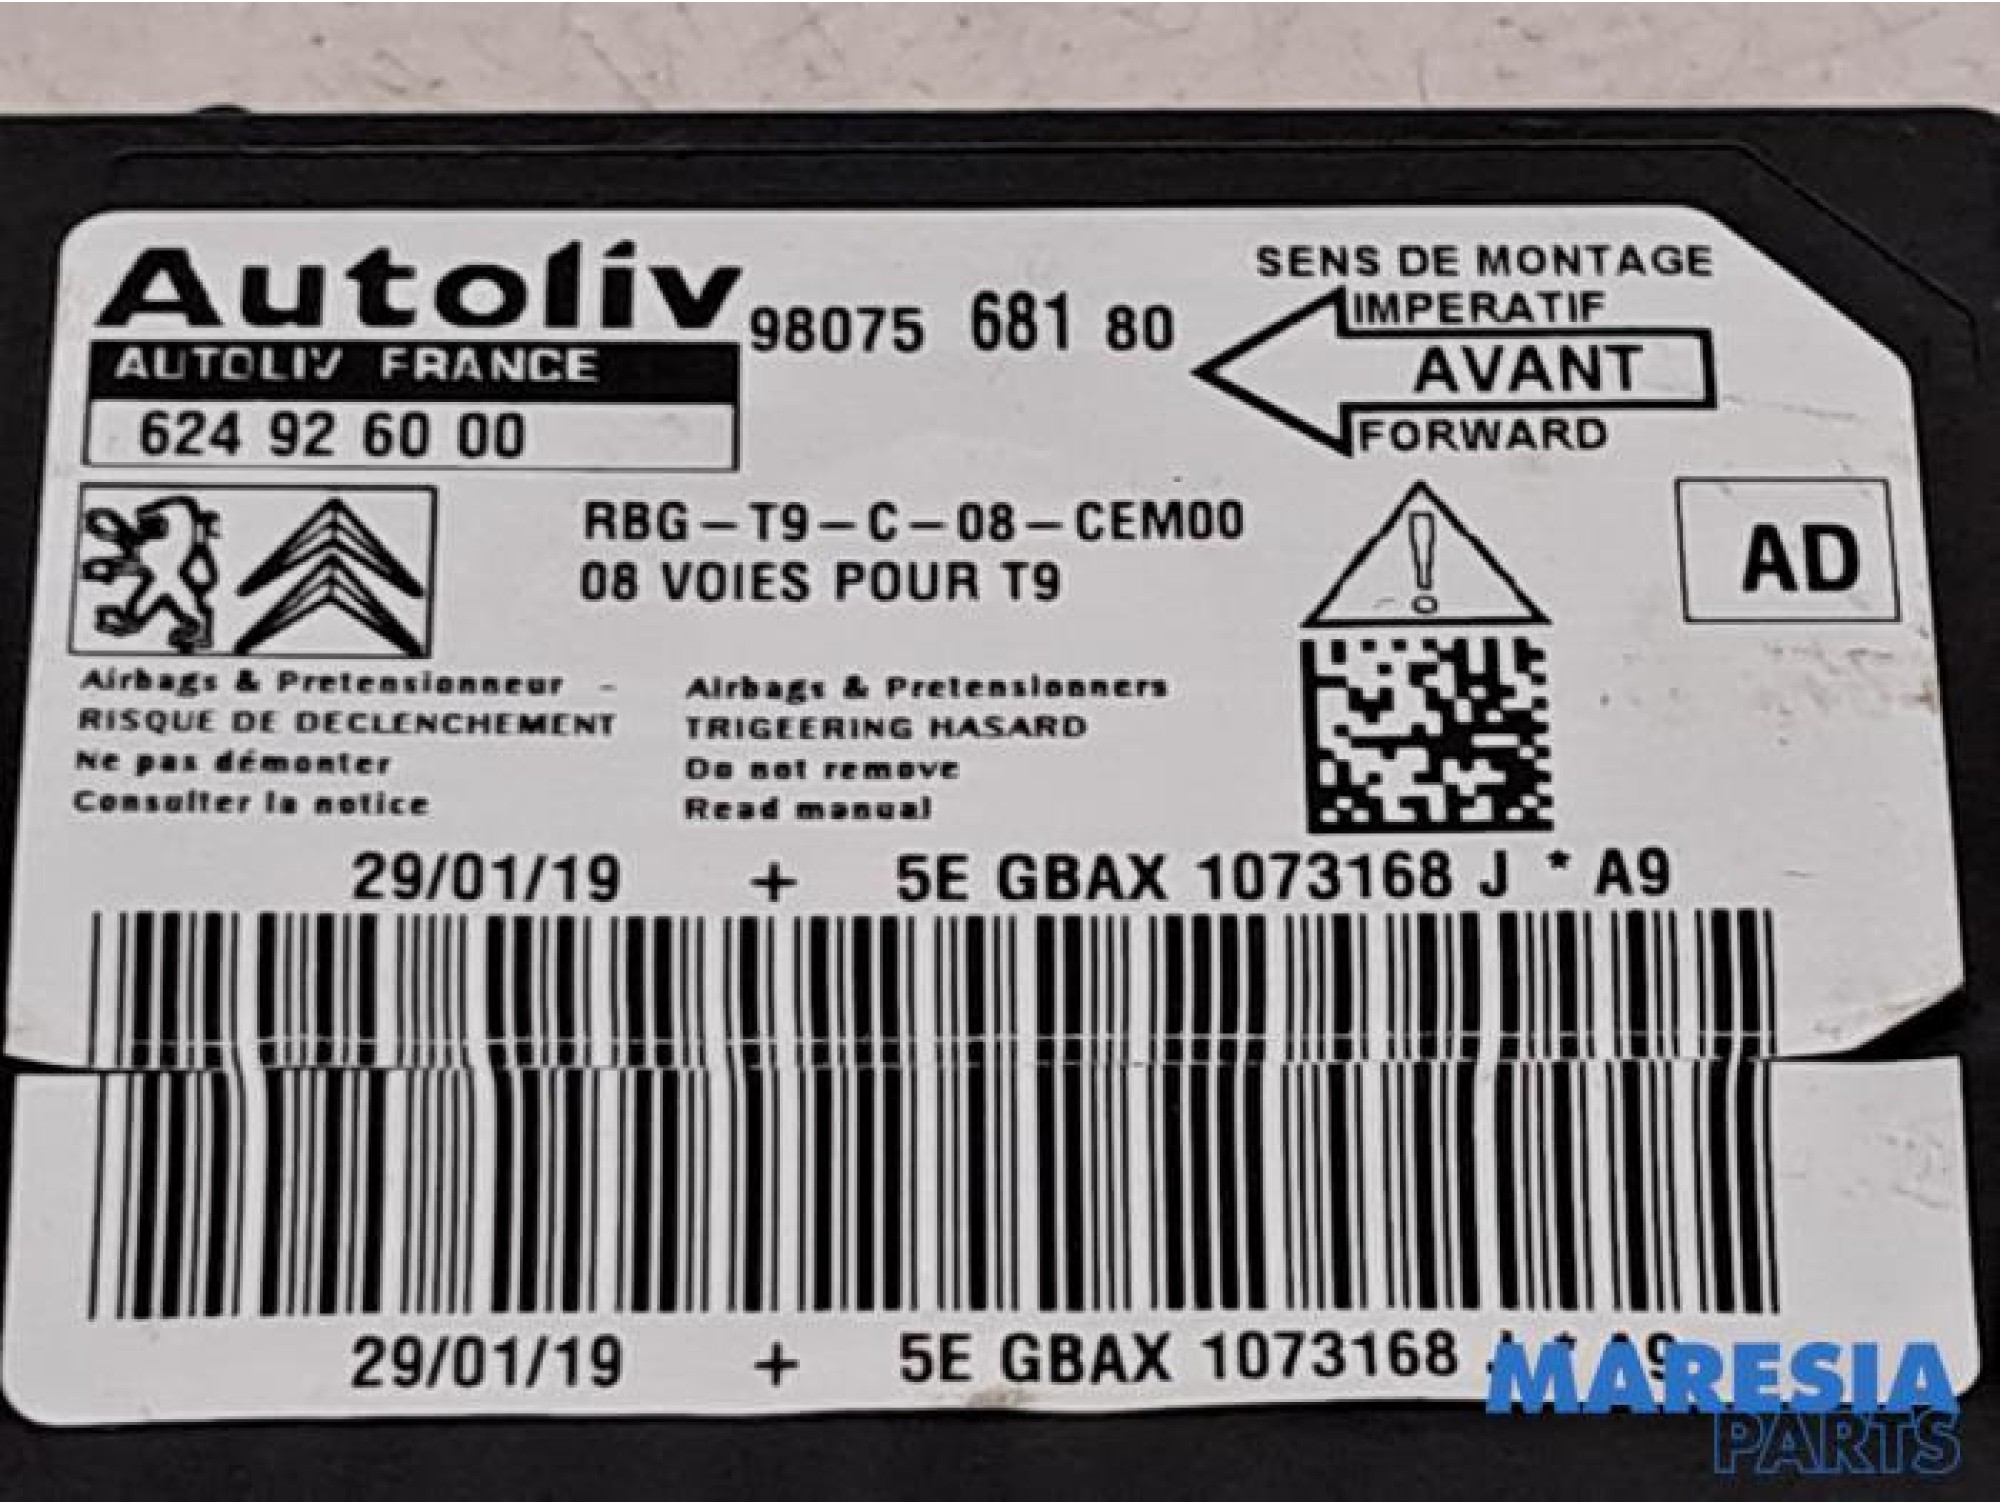 Autoliv 98075 681 80
AUTOLIV FRANCE
624 92 60 00
SENS DE MONTAGE
IMPERATIF
AVANT
FORWARD
RBG-T9-C-08-CEM00
08 VOIES POUR T9
AD
Airbags & Pretensionneur -
RISQUE DE DECLENCHEMENT
Ne pas démonter
Consulter la notice
Airbags & Pretensionners
TRIGEERING HASARD
Do not remove
Read manual
29/01/19 + 5E GBAX 1073168 J * A9
29/01/19 + 5E GBAX 1073168 J * A9
MARESIA
PARTS